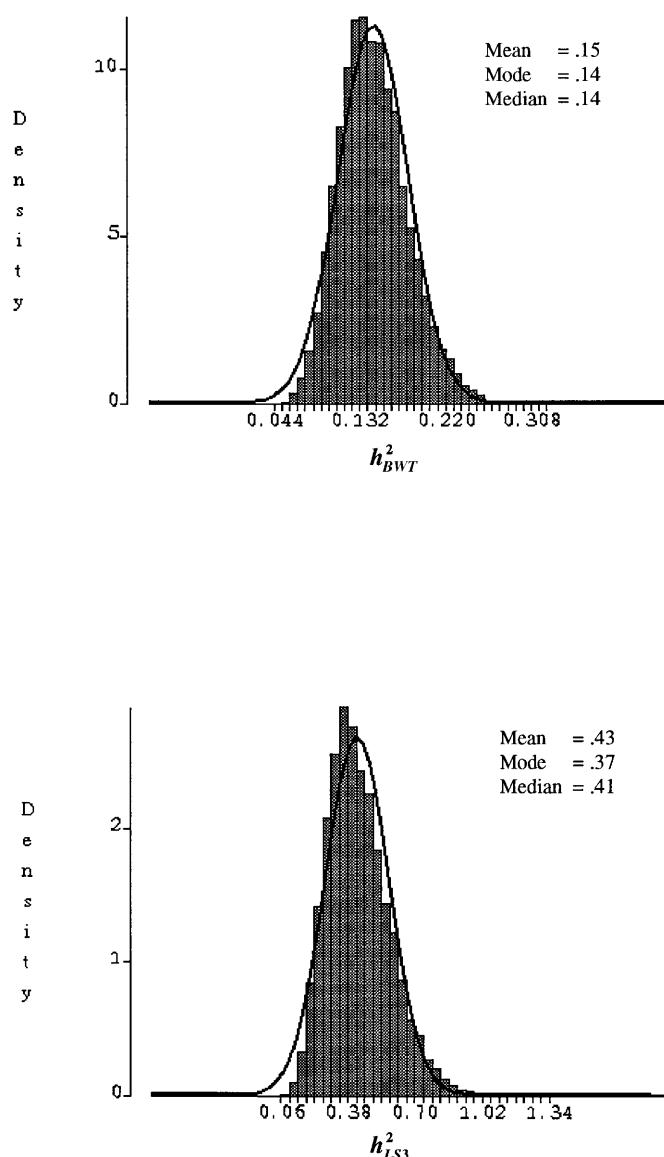 Mean = .15
Mode = .14
Median = .14
Density
10
5
0
0.044 0.132 0.220 0.308
h²BWT
Mean = .43
Mode = .37
Median = .41
Density
2
1
0
0.06 0.38 0.70 1.02 1.34
h²LS3